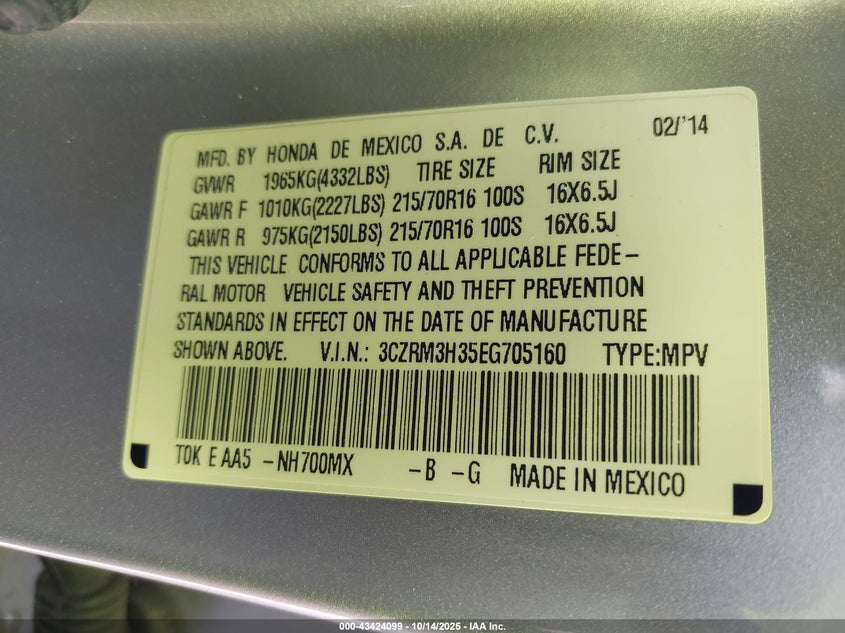 MFD. BY HONDA DE MEXICO S.A. DE C.V. 02/'14
GVWR 1965KG(4332LBS) TIRE SIZE RIM SIZE
GAWR F 1010KG(2227LBS) 215/70R16 100S 16X6.5J
GAWR R 975KG(2150LBS) 215/70R16 100S 16X6.5J
THIS VEHICLE CONFORMS TO ALL APPLICABLE FEDE-
RAL MOTOR VEHICLE SAFETY AND THEFT PREVENTION
STANDARDS IN EFFECT ON THE DATE OF MANUFACTURE
SHOWN ABOVE. V.I.N.: 3CZRM3H35EG705160 TYPE:MPV
T0K E AA5 -NH700MX -B -G MADE IN MEXICO
000-43424099 - 10/14/2025 - IAA Inc.